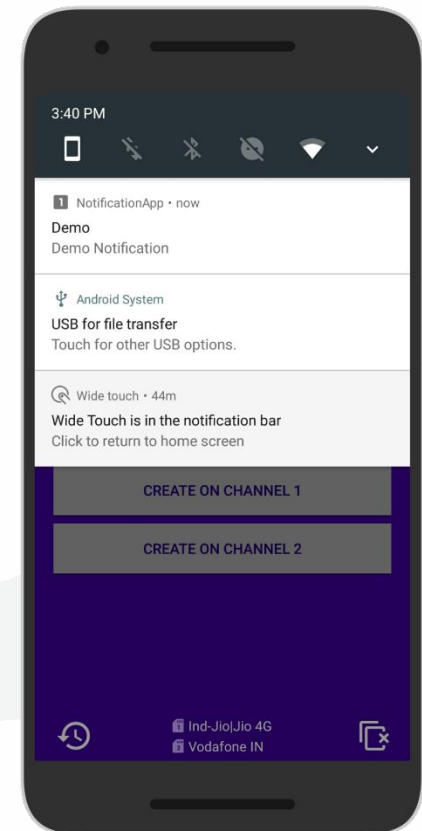 3:40 PM
1 NotificationApp • now
Demo
Demo Notification
Android System
USB for file transfer
Touch for other USB options.
Wide touch • 44m
Wide Touch is in the notification bar
Click to return to home screen
CREATE ON CHANNEL 1
CREATE ON CHANNEL 2
Ind-Jio|Jio 4G
Vodafone IN